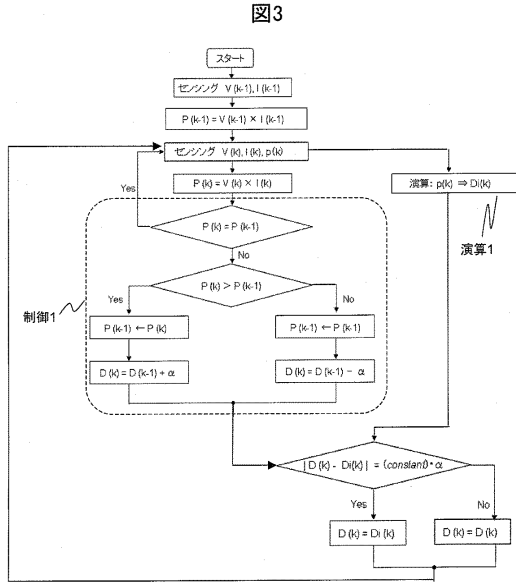 図3
スタート
センシング V(k-1), I(k-1)
P(k-1) = V(k-1) × I(k-1)
センシング V(k), I(k), p(k)
Yes
P(k) = V(k) × I(k)
演算: p(k) ⇒ Di(k)
演算1
P(k) = P(k-1)
No
P(k) > P(k-1)
Yes
No
制御1
P(k-1) ← P(k)
P(k-1) ← P(k-1)
D(k) = D(k-1) + α
D(k) = D(k-1) − α
|D(k) - Di(k)| = (constant)・α
Yes
No
D(k) = Di(k)
D(k) = D(k)